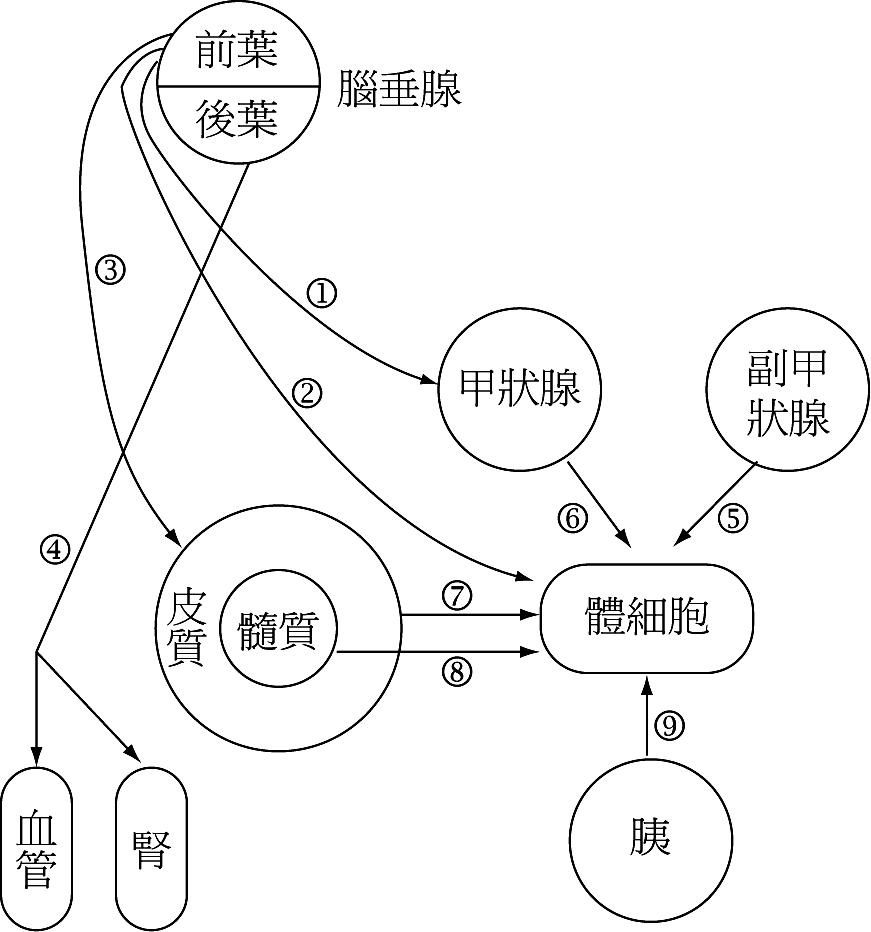 前葉
後葉
腦垂腺
③
①
②
甲狀腺
副甲
狀腺
④
⑥
⑤
皮
質
髓質
⑦
⑧
體細胞
⑨
血
管
腎
胰